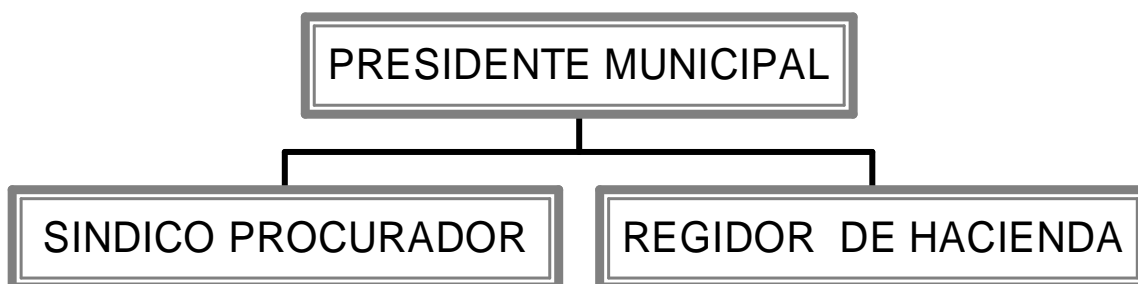 PRESIDENTE MUNICIPAL
SINDICO PROCURADOR
REGIDOR DE HACIENDA